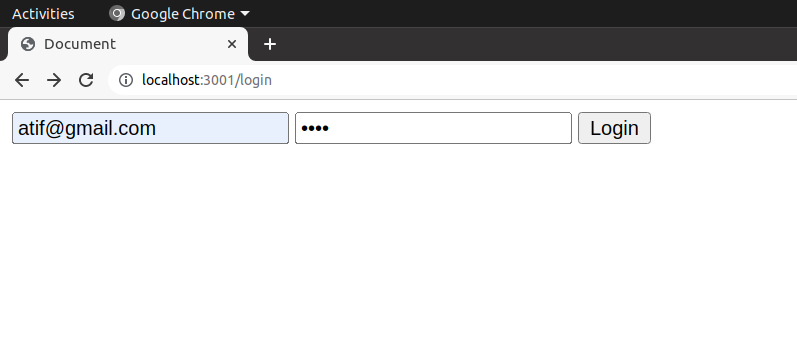 Activities Google Chrome
Document
localhost:3001/login
atif@gmail.com •••• Login